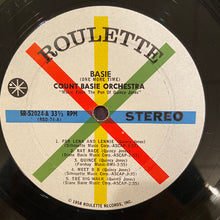 ROULETTE
BASIE
(ONE MORE TIME)
COUNT BASIE ORCHESTRA
"Music From The Pen Of Quincy Jones"
SR-52024-A 33⅓ RPM
STEREO
1. FOR LENA AND LENNIE (Quincy Jones)
2. RAT RACE (Quincy Jones)
3. QUINCE (Quincy Jones)
4. MEET B B (Quincy Jones)
5. THE BIG WALK (Quincy Jones)
© 1958 ROULETTE RECORDS, INC.